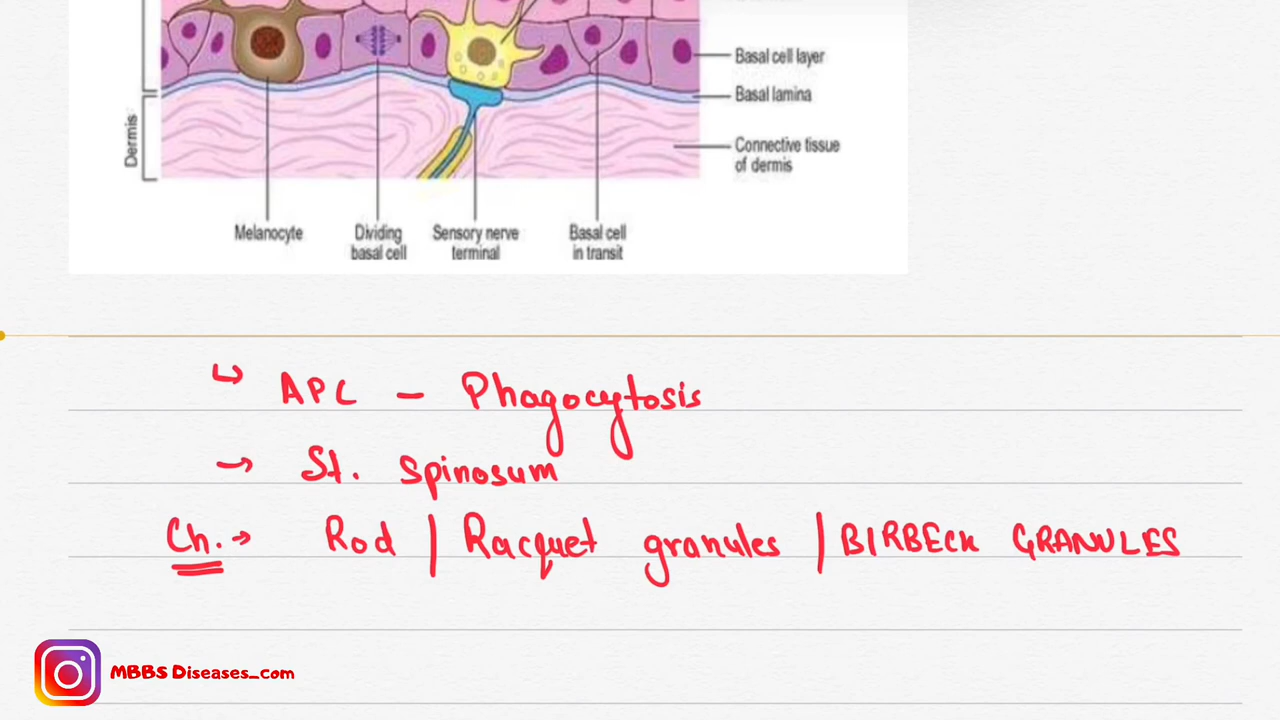 Basal cell layer
Basal lamina
Dermis
Connective tissue
of dermis
Melanocyte
Dividing
basal cell
Sensory nerve
terminal
Basal cell
in transit
↳ APC – Phagocytosis
→ St. Spinosum
Ch. → Rod | Racquet granules | BIRBECK GRANULES
MBBS Diseases_com